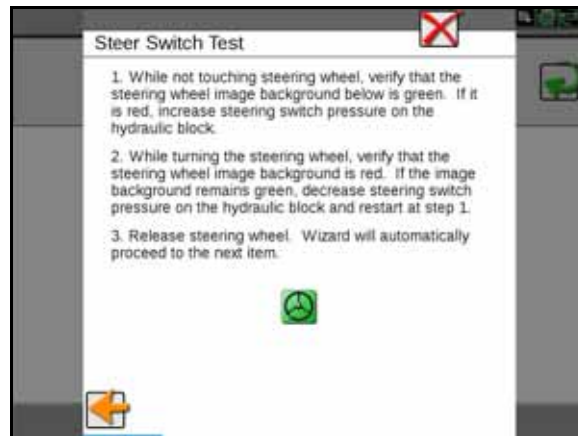 Steer Switch Test
1. While not touching steering wheel, verify that the
steering wheel image background below is green. If it
is red, increase steering switch pressure on the
hydraulic block.
2. While turning the steering wheel, verify that the
steering wheel image background is red. If the image
background remains green, decrease steering switch
pressure on the hydraulic block and restart at step 1.
3. Release steering wheel. Wizard will automatically
proceed to the next item.